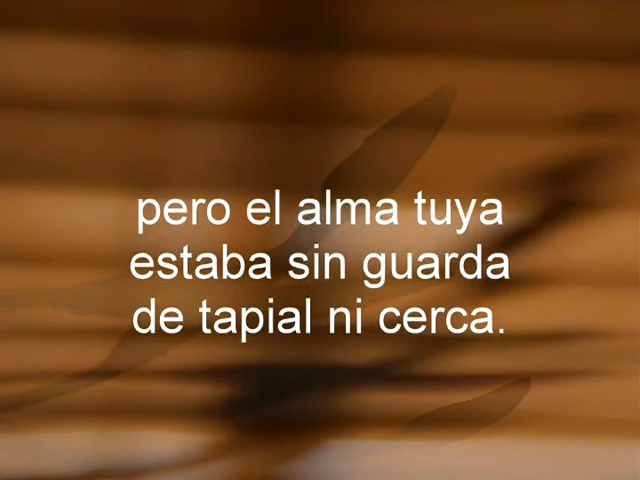 pero el alma tuya
estaba sin guarda
de tapial ni cerca.